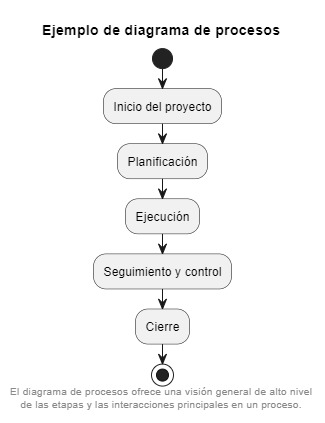 Ejemplo de diagrama de procesos
Inicio del proyecto
Planificación
Ejecución
Seguimiento y control
Cierre
El diagrama de procesos ofrece una visión general de alto nivel
de las etapas y las interacciones principales en un proceso.